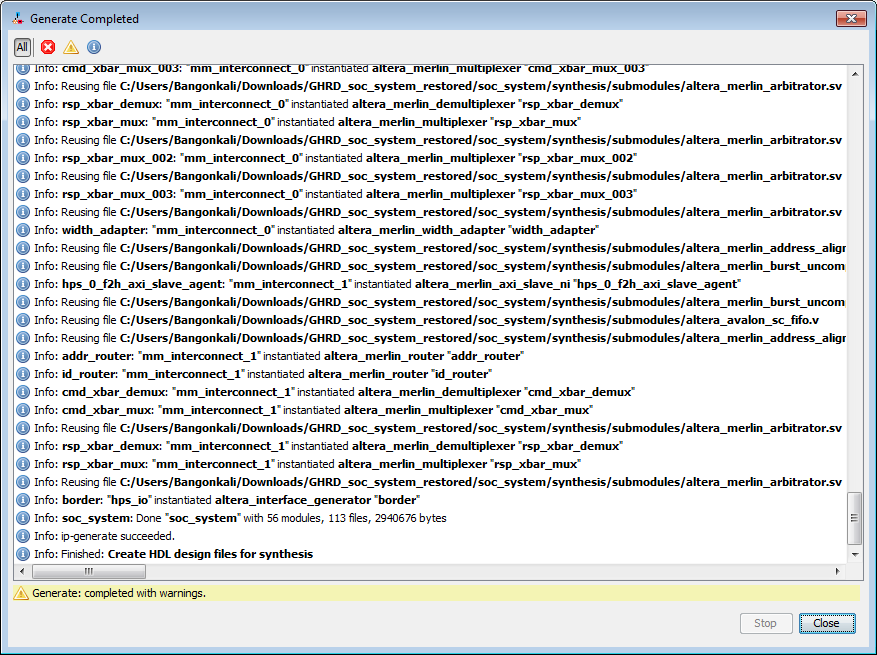 Generate Completed
All
Info: cmd_xbar_mux_003: "mm_interconnect_0" instantiated altera_merlin_multiplexer "cmd_xbar_mux_003"
Info: Reusing file C:/Users/Bangonkali/Downloads/GHRD_soc_system_restored/soc_system/synthesis/submodules/altera_merlin_arbitrator.sv
Info: rsp_xbar_demux: "mm_interconnect_0" instantiated altera_merlin_demultiplexer "rsp_xbar_demux"
Info: rsp_xbar_mux: "mm_interconnect_0" instantiated altera_merlin_multiplexer "rsp_xbar_mux"
Info: Reusing file C:/Users/Bangonkali/Downloads/GHRD_soc_system_restored/soc_system/synthesis/submodules/altera_merlin_arbitrator.sv
Info: rsp_xbar_mux_002: "mm_interconnect_0" instantiated altera_merlin_multiplexer "rsp_xbar_mux_002"
Info: Reusing file C:/Users/Bangonkali/Downloads/GHRD_soc_system_restored/soc_system/synthesis/submodules/altera_merlin_arbitrator.sv
Info: rsp_xbar_mux_003: "mm_interconnect_0" instantiated altera_merlin_multiplexer "rsp_xbar_mux_003"
Info: Reusing file C:/Users/Bangonkali/Downloads/GHRD_soc_system_restored/soc_system/synthesis/submodules/altera_merlin_arbitrator.sv
Info: width_adapter: "mm_interconnect_0" instantiated altera_merlin_width_adapter "width_adapter"
Info: Reusing file C:/Users/Bangonkali/Downloads/GHRD_soc_system_restored/soc_system/synthesis/submodules/altera_merlin_address_align
Info: Reusing file C:/Users/Bangonkali/Downloads/GHRD_soc_system_restored/soc_system/synthesis/submodules/altera_merlin_burst_uncom
Info: hps_0_f2h_axi_slave_agent: "mm_interconnect_1" instantiated altera_merlin_axi_slave_ni "hps_0_f2h_axi_slave_agent"
Info: Reusing file C:/Users/Bangonkali/Downloads/GHRD_soc_system_restored/soc_system/synthesis/submodules/altera_merlin_burst_uncom
Info: Reusing file C:/Users/Bangonkali/Downloads/GHRD_soc_system_restored/soc_system/synthesis/submodules/altera_avalon_sc_fifo.v
Info: Reusing file C:/Users/Bangonkali/Downloads/GHRD_soc_system_restored/soc_system/synthesis/submodules/altera_merlin_address_align
Info: addr_router: "mm_interconnect_1" instantiated altera_merlin_router "addr_router"
Info: id_router: "mm_interconnect_1" instantiated altera_merlin_router "id_router"
Info: cmd_xbar_demux: "mm_interconnect_1" instantiated altera_merlin_demultiplexer "cmd_xbar_demux"
Info: cmd_xbar_mux: "mm_interconnect_1" instantiated altera_merlin_multiplexer "cmd_xbar_mux"
Info: Reusing file C:/Users/Bangonkali/Downloads/GHRD_soc_system_restored/soc_system/synthesis/submodules/altera_merlin_arbitrator.sv
Info: rsp_xbar_demux: "mm_interconnect_1" instantiated altera_merlin_demultiplexer "rsp_xbar_demux"
Info: rsp_xbar_mux: "mm_interconnect_1" instantiated altera_merlin_multiplexer "rsp_xbar_mux"
Info: Reusing file C:/Users/Bangonkali/Downloads/GHRD_soc_system_restored/soc_system/synthesis/submodules/altera_merlin_arbitrator.sv
Info: border: "hps_io" instantiated altera_interface_generator "border"
Info: soc_system: Done "soc_system" with 56 modules, 113 files, 2940676 bytes
Info: ip-generate succeeded.
Info: Finished: Create HDL design files for synthesis
Generate: completed with warnings.
Stop
Close